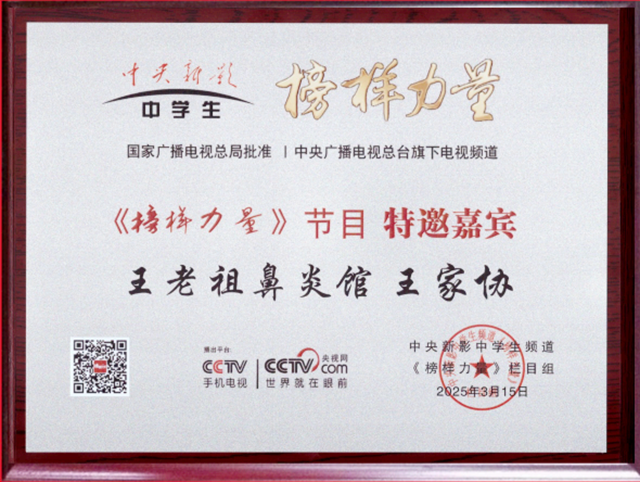 中央新影
中学生
榜样力量
国家广播电视总局批准 | 中央广播电视总台旗下电视频道
《榜样力量》节目 特邀嘉宾
王老祖鼻炎馆 王家协
播出平台:
CCTV
手机电视
CCTV央视网
com
世界就在眼前
中央新影中学生频道
《榜样力量》栏目组
2025年3月15日